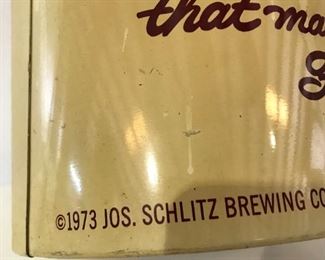 that ma
g
©1973 JOS. SCHLITZ BREWING CO